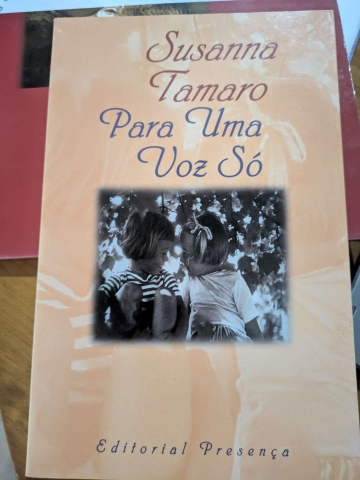 Susanna
Tamaro
Para Uma
Voz Só
Editorial Presença